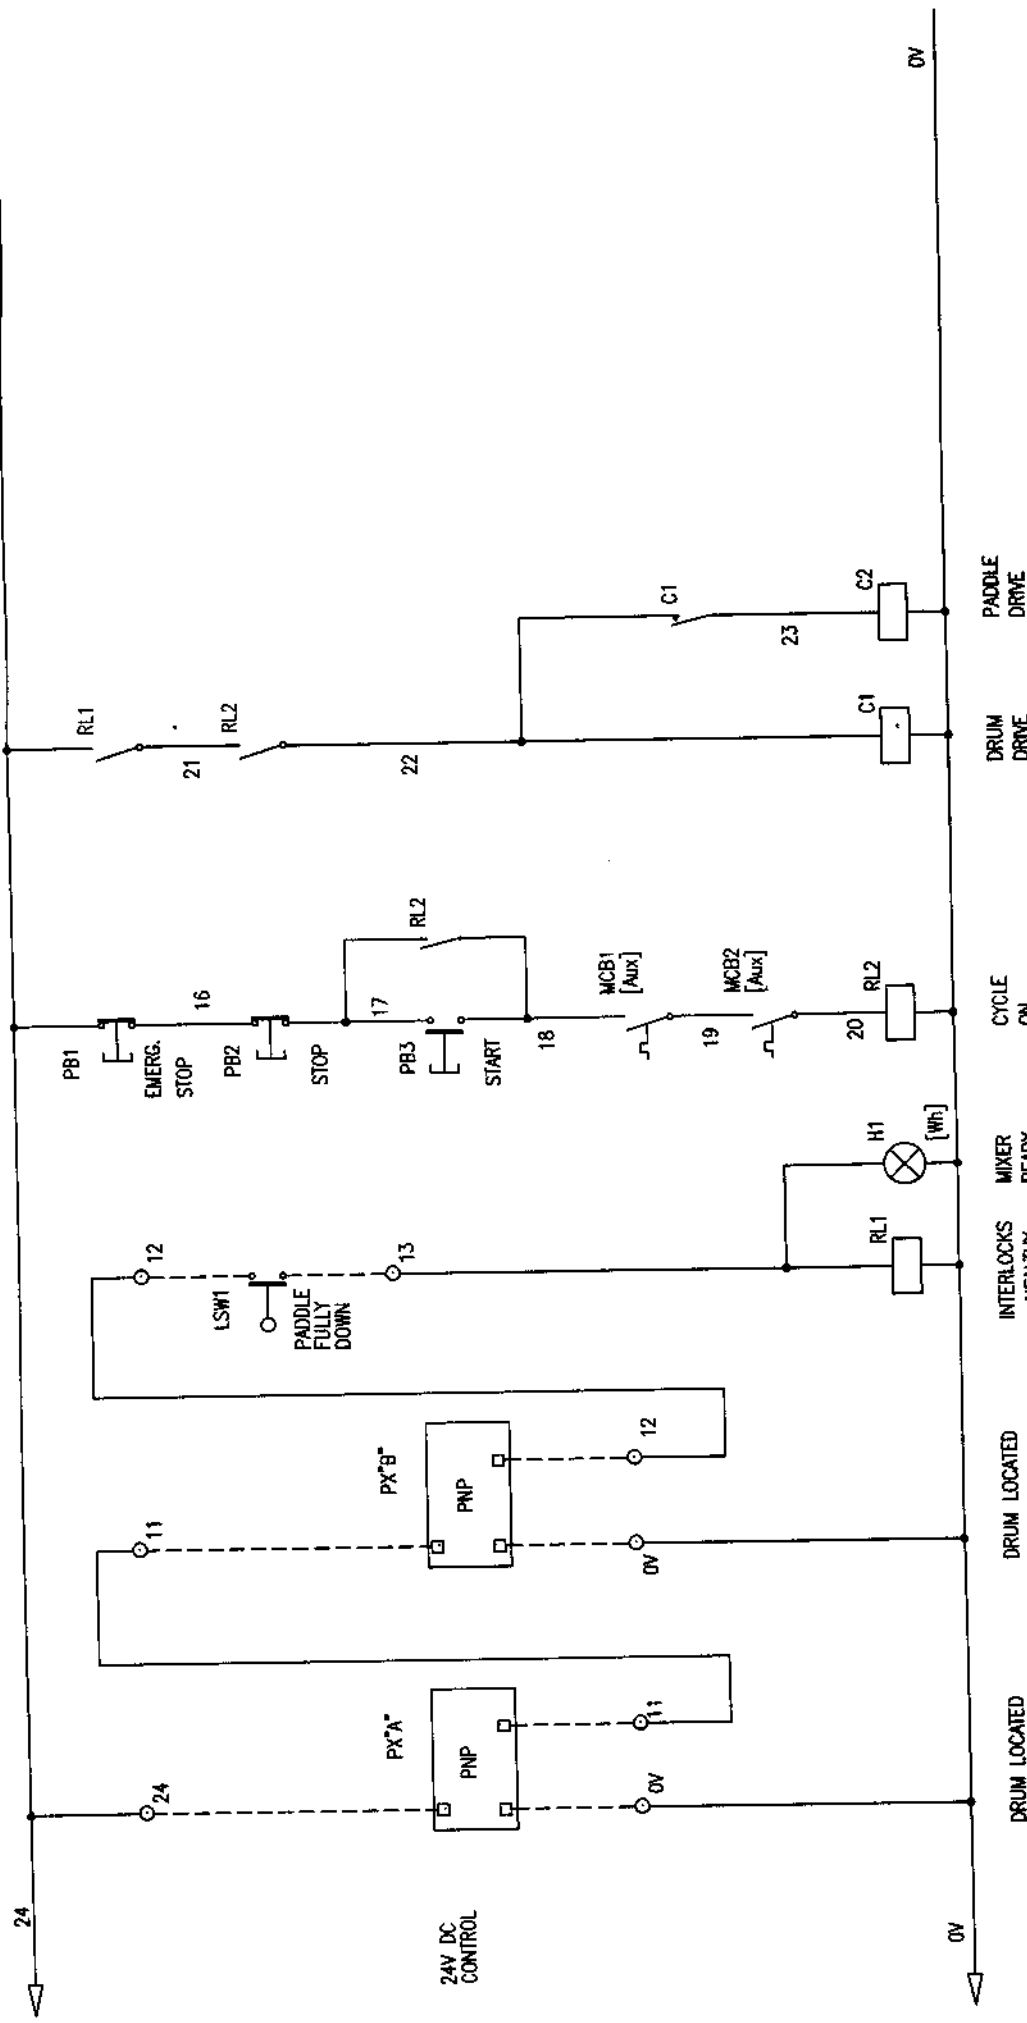 24
24V DC
CONTROL
0V
24
PX"A"
PNP
0V
11
DRUM LOCATED
11
PX"B"
PNP
0V
12
DRUM LOCATED
12
LSW1
PADDLE
FULLY
DOWN
13
RL1
INTERLOCKS
H1
[Wh]
MIXER
PB1
EMERG.
STOP
16
PB2
STOP
17
PB3
START
RL2
18
MCB1
[Aux]
19
MCB2
[Aux]
20
RL2
CYCLE
ON
RL1
21
RL2
22
C1
DRUM
DRIVE
C1
23
C2
PADDLE
DRIVE
0V